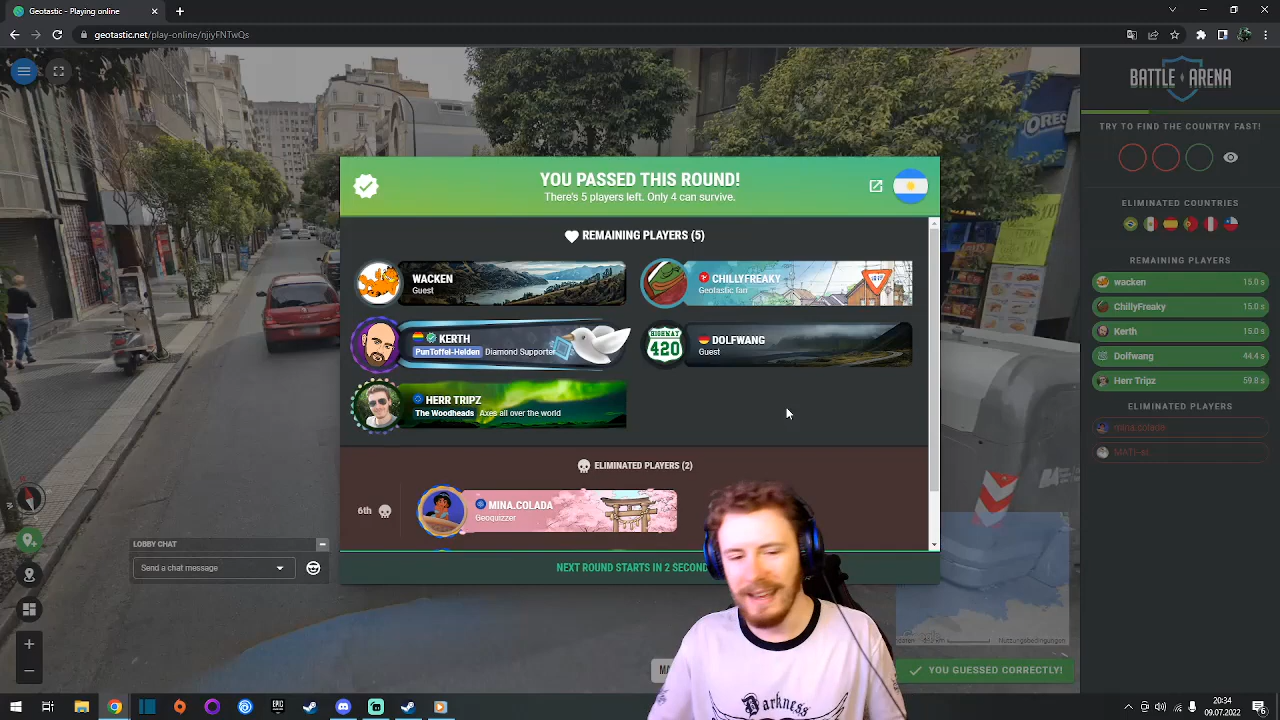 Geotastic - Playing online
geotastic.net/play-online/njiyFNTwQs
BATTLE ARENA
TRY TO FIND THE COUNTRY FAST!
ELIMINATED COUNTRIES
REMAINING PLAYERS
wacken 15.0 s
ChillyFreaky 15.0 s
Kerth 15.0 s
Dolfwang 44.4 s
Herr Tripz 59.8 s
ELIMINATED PLAYERS
mina.colada
OREO
YOU PASSED THIS ROUND!
There's 5 players left. Only 4 can survive.
REMAINING PLAYERS (5)
WACKEN
Guest
CHILLYFREAKY
Geotastic fan
KERTH
PunToffel-Helden Diamond Supporter
HIGHWAY
420
DOLFWANG
Guest
HERR TRIPZ
The Woodheads Axes all over the world
ELIMINATED PLAYERS (2)
6th
MINA.COLADA
Geoquizzer
NEXT ROUND STARTS IN 2 SECOND
LOBBY CHAT
Send a chat message
Nutzungsbedingungen
YOU GUESSED CORRECTLY!
Darkness
EPIC
20:34
09.07.2022